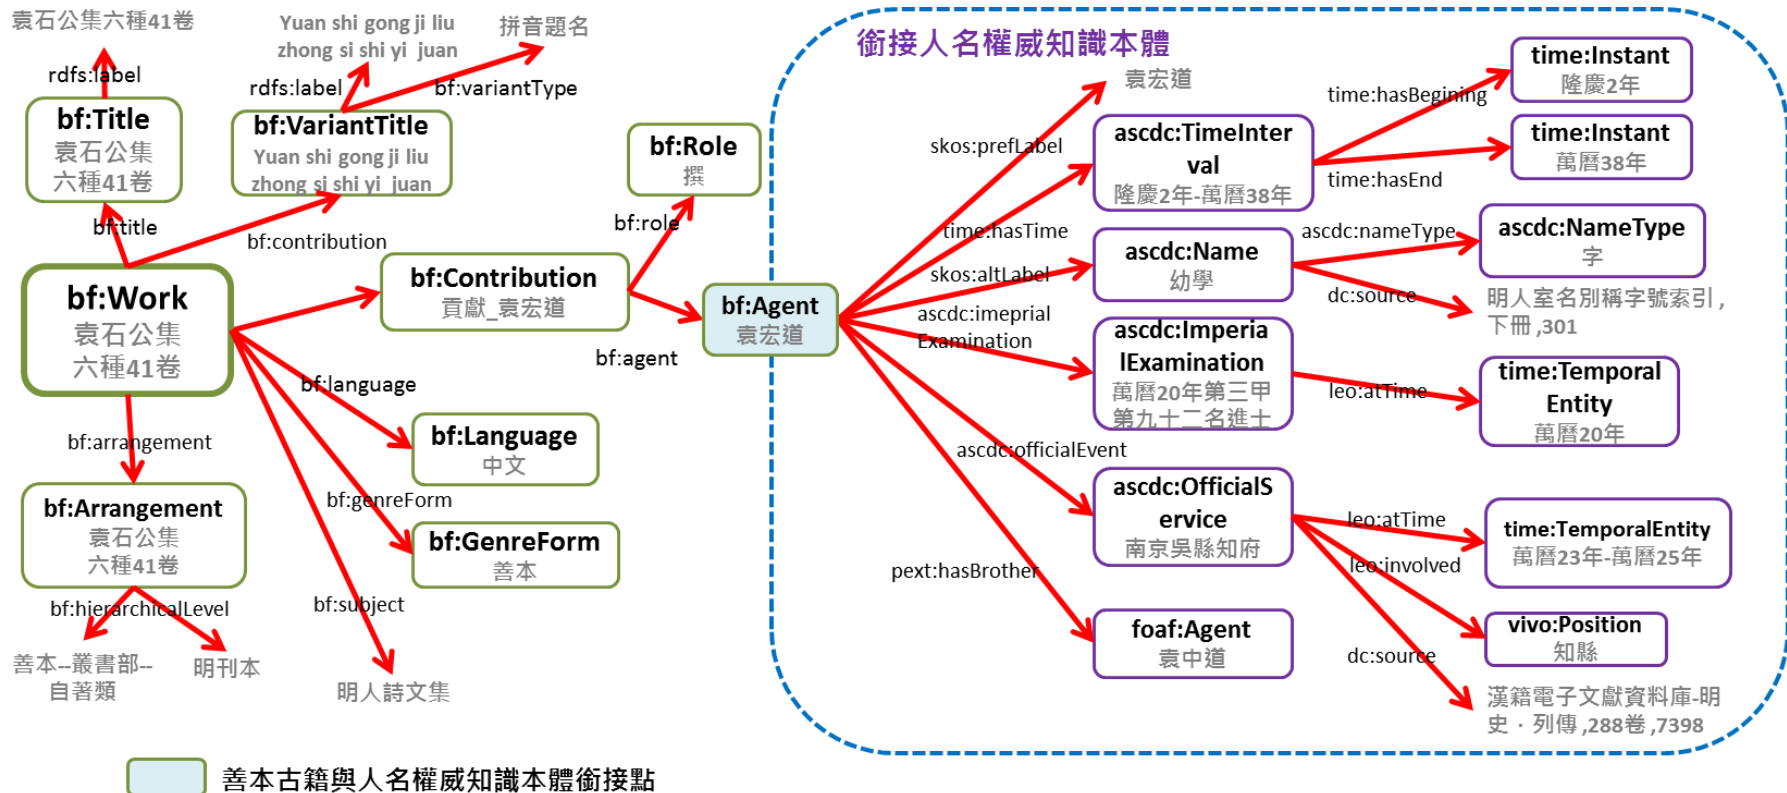 袁石公集六種41卷
rdfs:label
bf:Title
袁石公集
六種41卷
bf:title
Yuan shi gong ji liu
zhong si shi yi juan
拼音題名
rdfs:label
bf:variantType
bf:VariantTitle
Yuan shi gong ji liu
zhong si shi yi juan
bf:contribution
bf:Work
袁石公集
六種41卷
bf:Contribution
貢獻_袁宏道
bf:Role
撰
bf:role
bf:agent
bf:Agent
袁宏道
bf:language
bf:Language
中文
bf:genreForm
bf:GenreForm
善本
bf:subject
明人詩文集
bf:arrangement
bf:Arrangement
袁石公集
六種41卷
bf:hierarchicalLevel
善本--叢書部--
自著類
明刊本
銜接人名權威知識本體
袁宏道
skos:prefLabel
ascdc:TimeInter
val
隆慶2年-萬曆38年
time:hasBegining
time:Instant
隆慶2年
time:Instant
萬曆38年
time:hasEnd
time:hasTime
skos:altLabel
ascdc:Name
幼學
ascdc:nameType
ascdc:NameType
字
dc:source
明人室名別稱字號索引,
下冊,301
ascdc:imeprial
Examination
ascdc:Imperia
lExamination
萬曆20年第三甲
第九十二名進士
leo:atTime
time:Temporal
Entity
萬曆20年
ascdc:officialEvent
ascdc:OfficialS
ervice
南京吳縣知府
leo:atTime
time:TemporalEntity
萬曆23年-萬曆25年
leo:involved
vivo:Position
知縣
dc:source
漢籍電子文獻資料庫-明
史．列傳,288卷,7398
pext:hasBrother
foaf:Agent
袁中道
善本古籍與人名權威知識本體銜接點